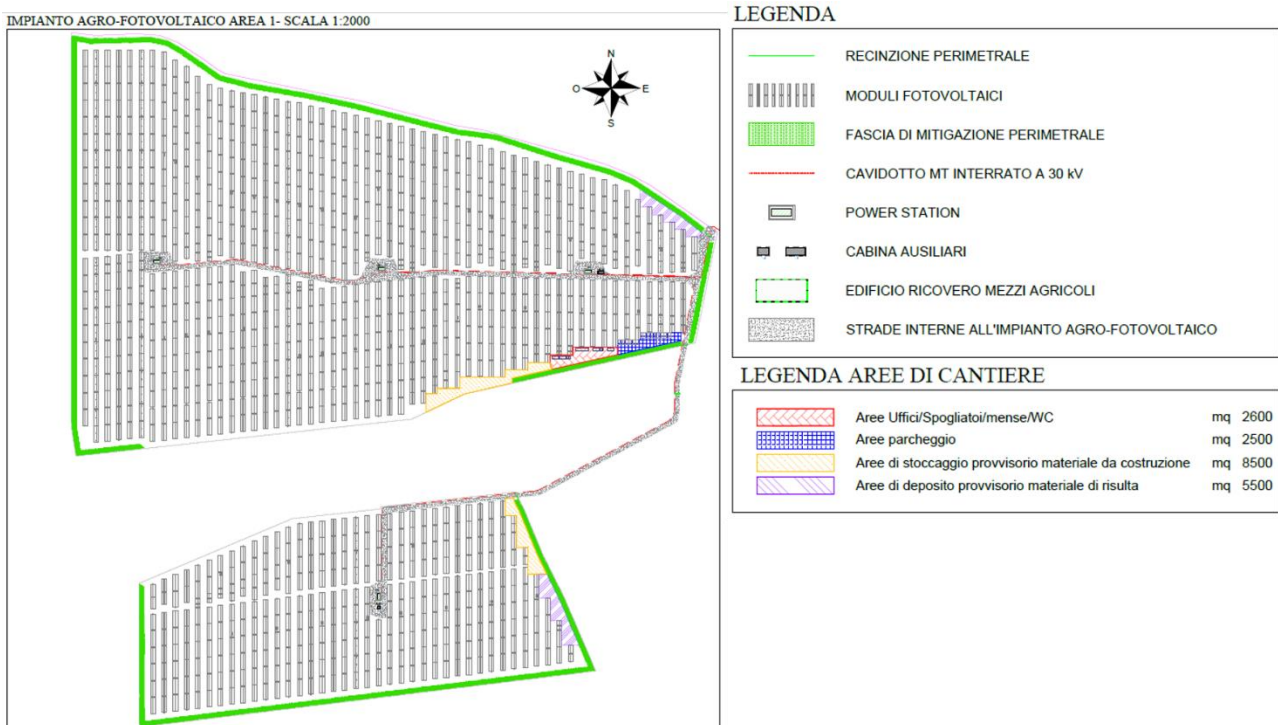 IMPIANTO AGRO-FOTOVOLTAICO AREA 1- SCALA 1:2000
N
O
E
S
LEGENDA
RECINZIONE PERIMETRALE
MODULI FOTOVOLTAICI
FASCIA DI MITIGAZIONE PERIMETRALE
CAVIDOTTO MT INTERRATO A 30 kV
POWER STATION
CABINA AUSILIARI
EDIFICIO RICOVERO MEZZI AGRICOLI
STRADE INTERNE ALL'IMPIANTO AGRO-FOTOVOLTAICO
LEGENDA AREE DI CANTIERE
Aree Uffici/Spogliatoi/mense/WC mq 2600
Aree parcheggio mq 2500
Aree di stoccaggio provvisorio materiale da costruzione mq 8500
Aree di deposito provvisorio materiale di risulta mq 5500